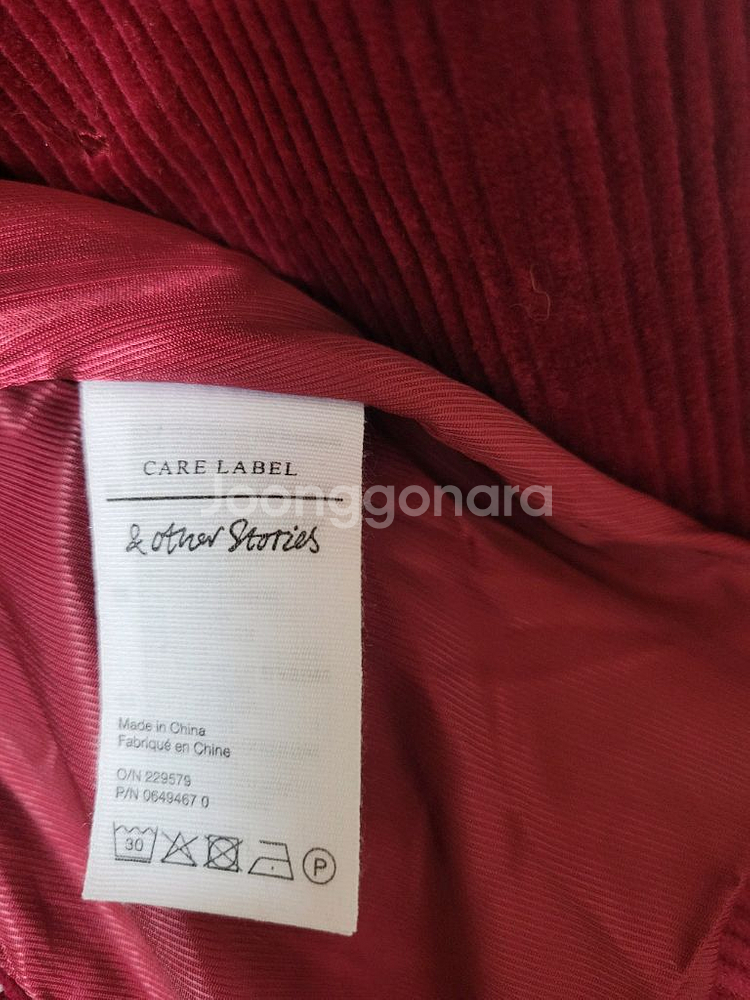 CARE LABEL
Joonggonara
& other Stories
Made in China
Fabriqué en Chine
O/N 229579
P/N 0649467 0
30
P